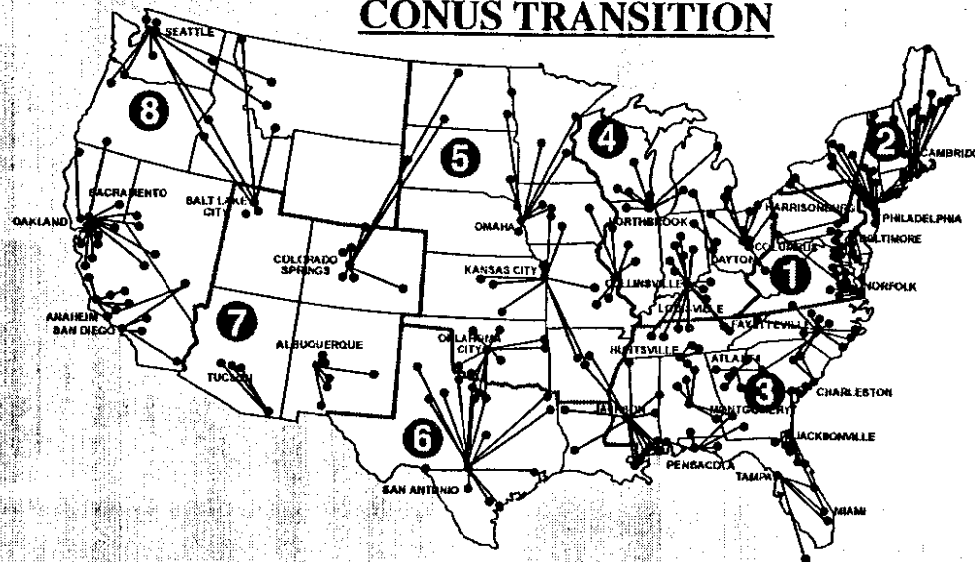 CONUS TRANSITION
SEATTLE
8
4
2
CAMBRIDG
5
SACRAMENTO
SALT LAKE
CITY
OAKLAND
OMAHA
NORTHBROOK
HARRISONBURG
PHILADELPHIA
COLUMBUS
BALTIMORE
COLORADO
SPRINGS
KANSAS CITY
DAYTON
1
COLLINSVILLE
NORFOLK
LOUISVILLE
ANAHEIM
SAN DIEGO
7
FAYETTEVILLE
ALBUQUERQUE
OKLAHOMA
CITY
HUNTSVILLE
ATLANTA
TUCSON
3
CHARLESTON
MONTGOMERY
6
JACKSONVILLE
PENSACOLA
TAMPA
SAN ANTONIO
MIAMI